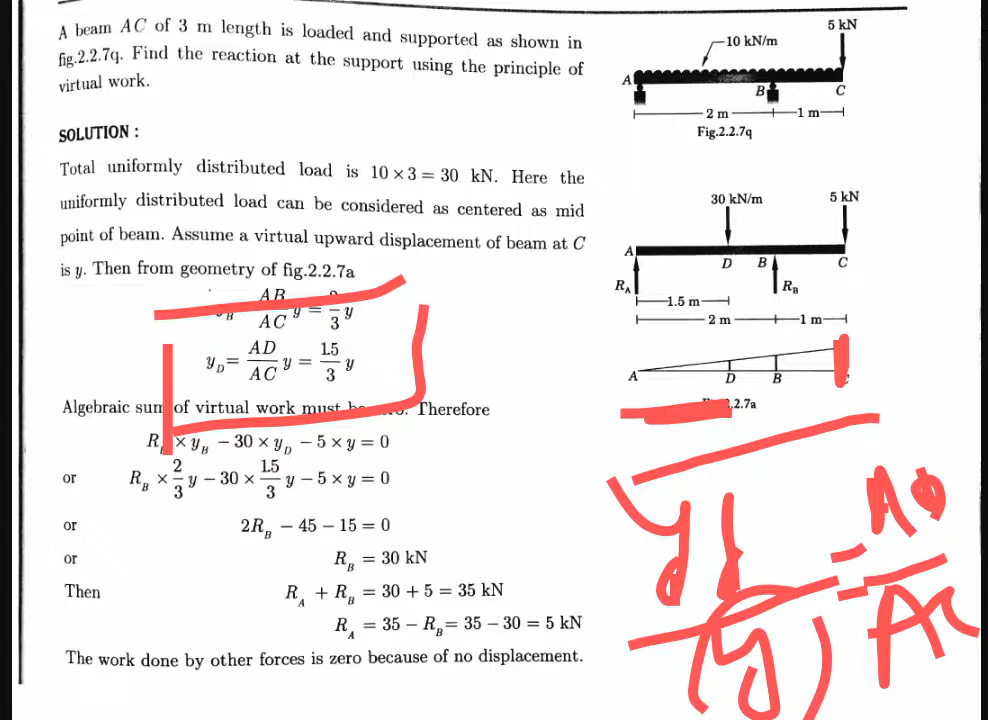 A beam AC of 3 m length is loaded and supported as shown in
fig.2.2.7q. Find the reaction at the support using the principle of
virtual work.
5 kN
10 kN/m
A
B
C
2 m
1 m
Fig.2.2.7q
SOLUTION :
Total uniformly distributed load is 10 × 3 = 30 kN. Here the
uniformly distributed load can be considered as centered as mid
point of beam. Assume a virtual upward displacement of beam at C
is y. Then from geometry of fig.2.2.7a
30 kN/m
5 kN
A
D
B
C
R_A
R_B
1.5 m
2 m
1 m
A
D
B
2.7a
AB/AC y = /3 y
y_D = AD/AC y = 1.5/3 y
Algebraic sum of virtual work must Therefore
R × y_B − 30 × y_D − 5 × y = 0
or R_B × 2/3 y − 30 × 1.5/3 y − 5 × y = 0
or 2R_B − 45 − 15 = 0
or R_B = 30 kN
Then R_A + R_B = 30 + 5 = 35 kN
R_A = 35 − R_B = 35 − 30 = 5 kN
The work done by other forces is zero because of no displacement.
(y)
AC